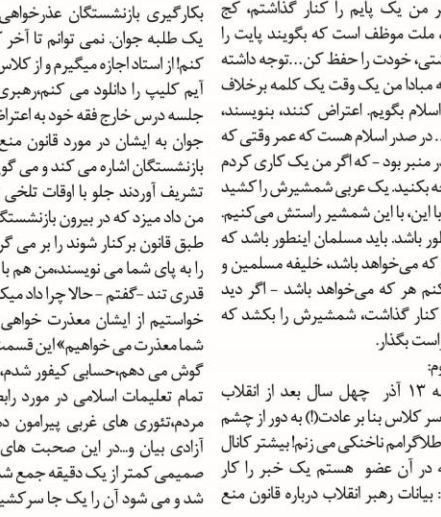 ر من یک پایم را کنار گذاشتم، کج
ملت موظف است که بگویند پایت را
شتی، خودت را حفظ کن...توجه داشته
ه مبادا من یک وقت یک کلمه برخلاف
اسلام بگویم. اعتراض کنند، بنویسند،
.. در صدر اسلام هست که عمر وقتی که
ر منبر بود - که اگر من یک کاری کردم
جه بکنید. یک عربی شمشیرش را کشید
با این، با این شمشیر راستش می‌کنیم.
طور باشد. باید مسلمان اینطور باشد که
که می‌خواهد باشد، خلیفه مسلمین و
کنم هر که می‌خواهد باشد - اگر دید
کنار گذاشت، شمشیرش را بکشد که
راست بگذار.
وم:
ه ۱۳ آذر چهل سال بعد از انقلاب
سر کلاس بنا بر عادت(!) به دور از چشم
طلاگرامم ناخنکی می زنم! بیشتر کانال
ه در آن عضو هستم یک خبر را کار
: بیانات رهبر انقلاب درباره قانون منع
بکارگیری بازنشستگان عذرخواهی
یک طلبه جوان. نمی توانم تا آخر ک
کنم! از استاد اجازه میگیرم و از کلاس
آیم کلیپ را دانلود می کنم،رهبری
جلسه درس خارج فقه خود به اعتراض
جوان به ایشان در مورد قانون منع
بازنشستگان اشاره می کند و می گوی
تشریف آوردند جلو با اوقات تلخی
من داد میزد که در بیرون بازنشستگ
طبق قانون برکنار شوند را بر می گر
را به پای شما می نویسند،من هم با
قدری تند -گفتم -حالا چرا داد میک
خواستیم از ایشان معذرت خواهی
شما معذرت می خواهیم» این قسمت
گوش می دهم،حسابی کیفور شدم،
تمام تعلیمات اسلامی در مورد رابط
مردم،تئوری های غربی پیرامون دم
آزادی بیان و...در این صحبت های
صمیمی کمتر از یک دقیقه جمع شد
شد و می شود آن را یک جا سرکشید